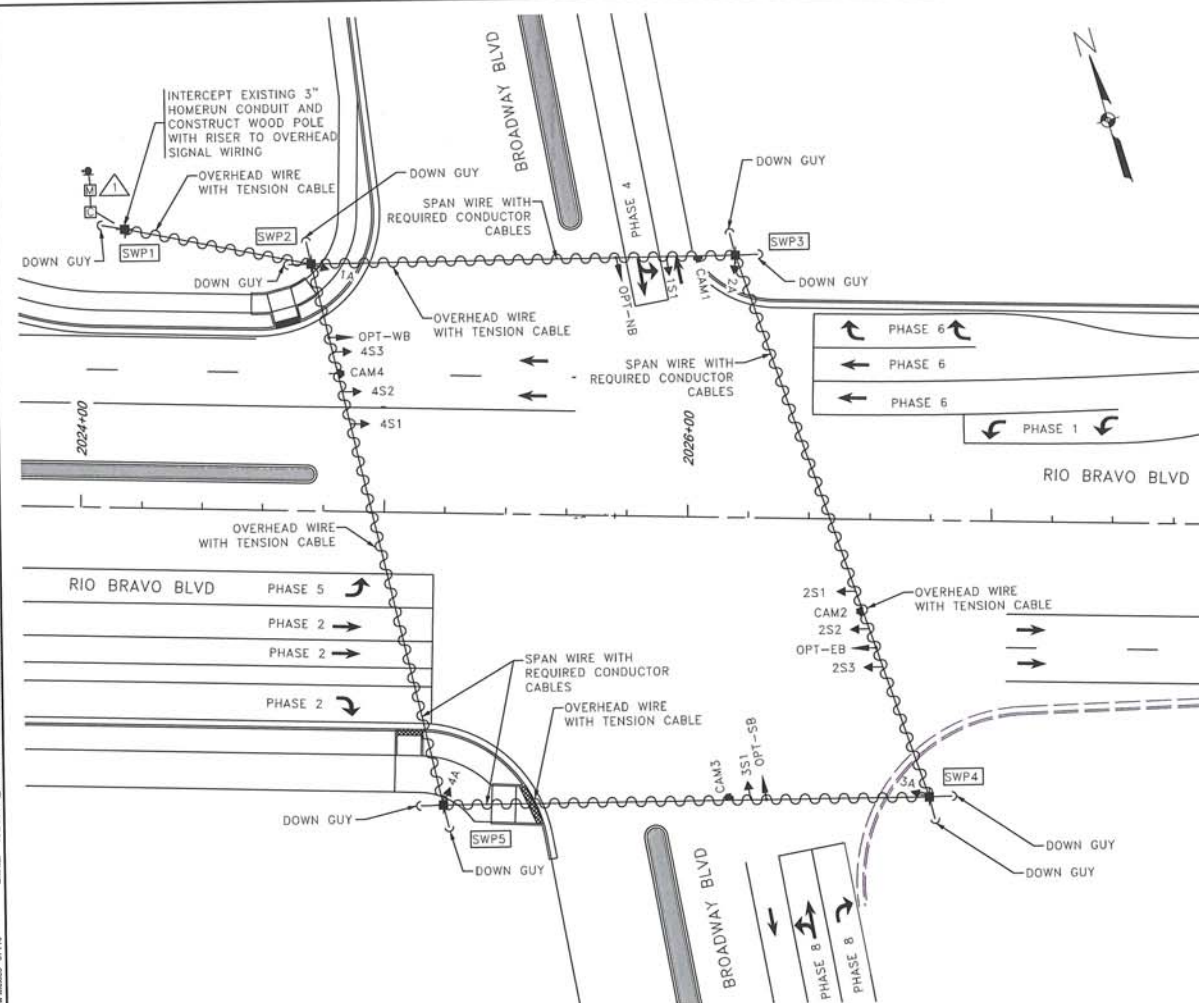 INTERCEPT EXISTING 3"
HOMERUN CONDUIT AND
CONSTRUCT WOOD POLE
WITH RISER TO OVERHEAD
SIGNAL WIRING
OVERHEAD WIRE
WITH TENSION CABLE
M
1
C
DOWN GUY
SWP1
SWP2
DOWN GUY
DOWN GUY
1A
SPAN WIRE WITH
REQUIRED CONDUCTOR
CABLES
BROADWAY BLVD
PHASE 4
N
DOWN GUY
SWP3
DOWN GUY
OPT-NB
1S1
CAM1
2A
OVERHEAD WIRE
WITH TENSION CABLE
OPT-WB
4S3
CAM4
4S2
4S1
SPAN WIRE WITH
REQUIRED CONDUCTOR
CABLES
PHASE 6
PHASE 6
PHASE 6
PHASE 1
2024+00
2026+00
RIO BRAVO BLVD
OVERHEAD WIRE
WITH TENSION CABLE
RIO BRAVO BLVD
PHASE 5
PHASE 2
PHASE 2
PHASE 2
2S1
CAM2
2S2
OPT-EB
2S3
OVERHEAD WIRE
WITH TENSION CABLE
SPAN WIRE WITH
REQUIRED CONDUCTOR
CABLES
OVERHEAD WIRE
WITH TENSION CABLE
4A
CAM3
3S1
OPT-SB
3A
SWP4
DOWN GUY
SWP5
DOWN GUY
DOWN GUY
DOWN GUY
BROADWAY BLVD
PHASE 8
PHASE 8